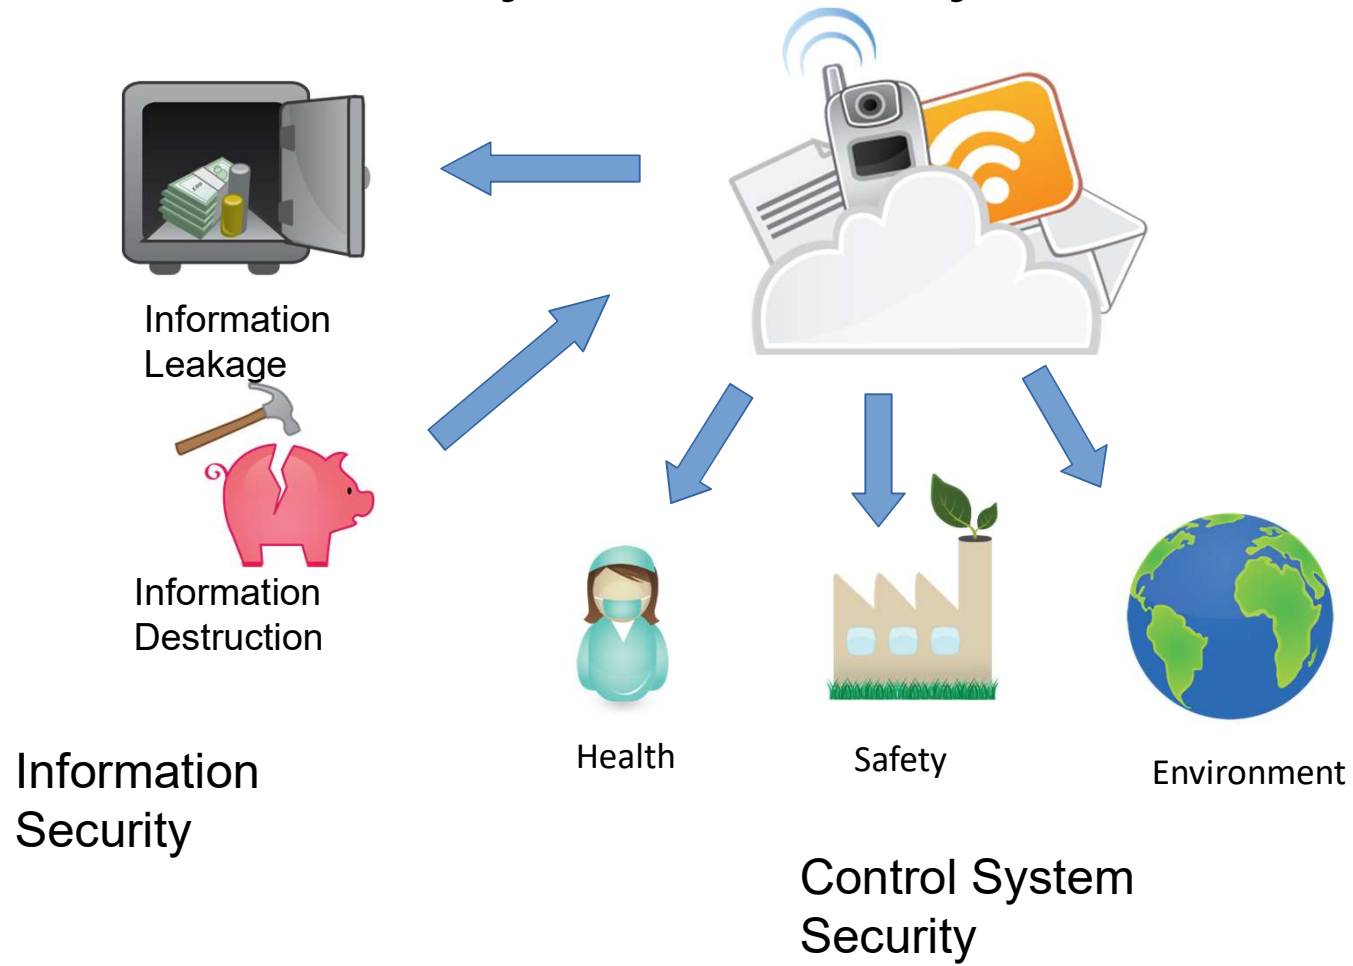 Information
Leakage
Information
Destruction
Health
Safety
Environment
Information
Security
Control System
Security